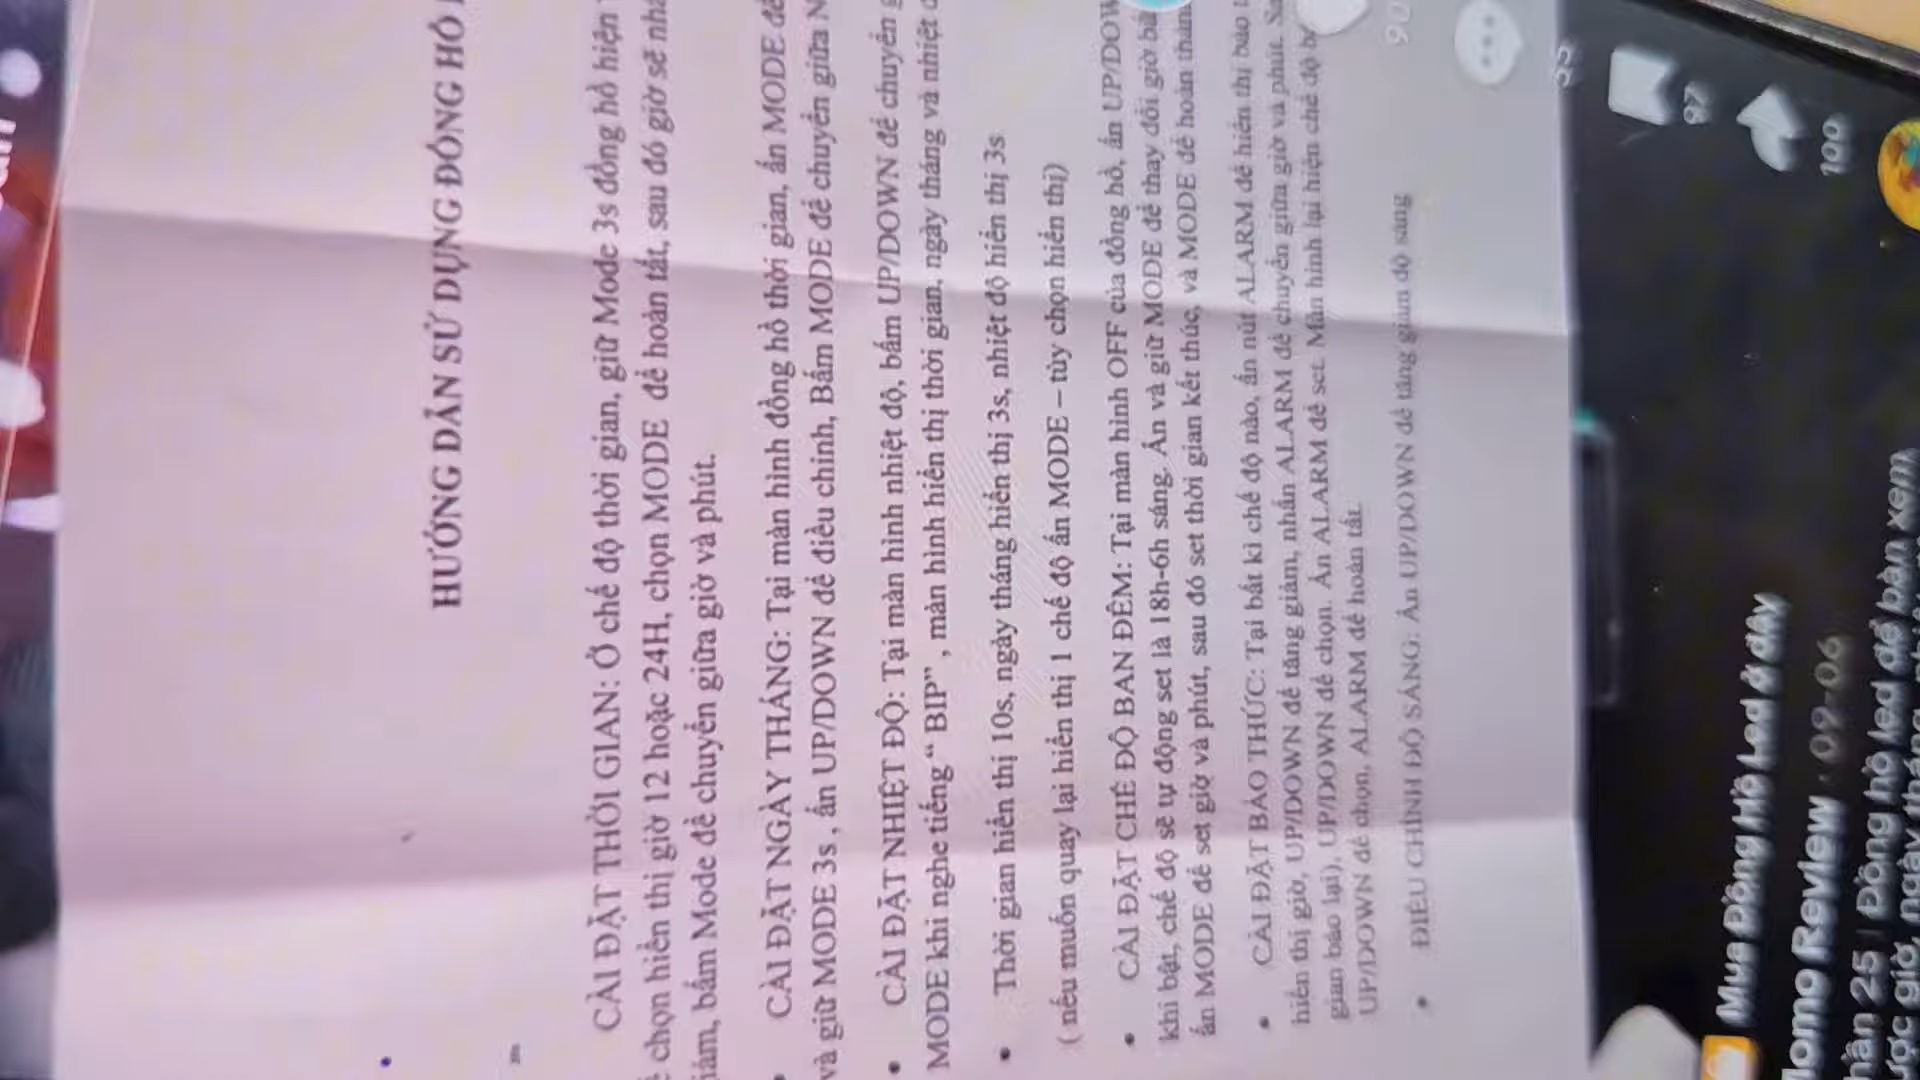 HƯỚNG DẪN SỬ DỤNG ĐỒNG HỒ
CÀI ĐẶT THỜI GIAN: Ở chế độ thời gian, giữ Mode 3s đồng hồ hiện
chọn hiển thị giờ 12 hoặc 24H, chọn MODE để hoàn tất, sau đó giờ sẽ
giảm, bấm Mode để chuyển giữa giờ và phút.
CÀI ĐẶT NGÀY THÁNG: Tại màn hình đồng hồ thời gian, ấn MODE
và giữ MODE 3s , ấn UP/DOWN để điều chỉnh, Bấm MODE để chuyển giữa
• CÀI ĐẶT NHIỆT ĐỘ: Tại màn hình nhiệt độ, bấm UP/DOWN để chuyển
MODE khi nghe tiếng “ BIP” , màn hình hiển thị thời gian, ngày tháng và nhiệt
• Thời gian hiển thị 10s, ngày tháng hiển thị 3s, nhiệt độ hiển thị 3s
( nếu muốn quay lại hiển thị 1 chế độ ấn MODE – tùy chọn hiển thị)
• CÀI ĐẶT CHẾ ĐỘ BAN ĐÊM: Tại màn hình OFF của đồng hồ, ấn UP/DOW
khi bật, chế độ sẽ tự động set là 18h-6h sáng. Ấn và giữ MODE để thay đổi giờ
ấn MODE để set giờ và phút, sau đó set thời gian kết thúc, và MODE để hoàn
• CÀI ĐẶT BÁO THỨC: Tại bất kì chế độ nào, ấn nút ALARM để hiển thị báo
hiển thị giờ, UP/DOWN để tăng giảm, nhấn ALARM để chuyển giữa giờ và phút.
gian báo lại), UP/DOWN để chọn. Ấn ALARM để set. Màn hình lại hiện chế độ
UP/DOWN để chọn, ALARM để hoàn tất.
• ĐIỀU CHỈNH ĐỘ SÁNG: Ấn UP/DOWN để tăng giảm độ sáng
97
100
Mua Đồng Hồ Led ở đây
Momo Review · 09-06
25 | Đồng hồ led để bàn xem
giờ, ngày tháng,